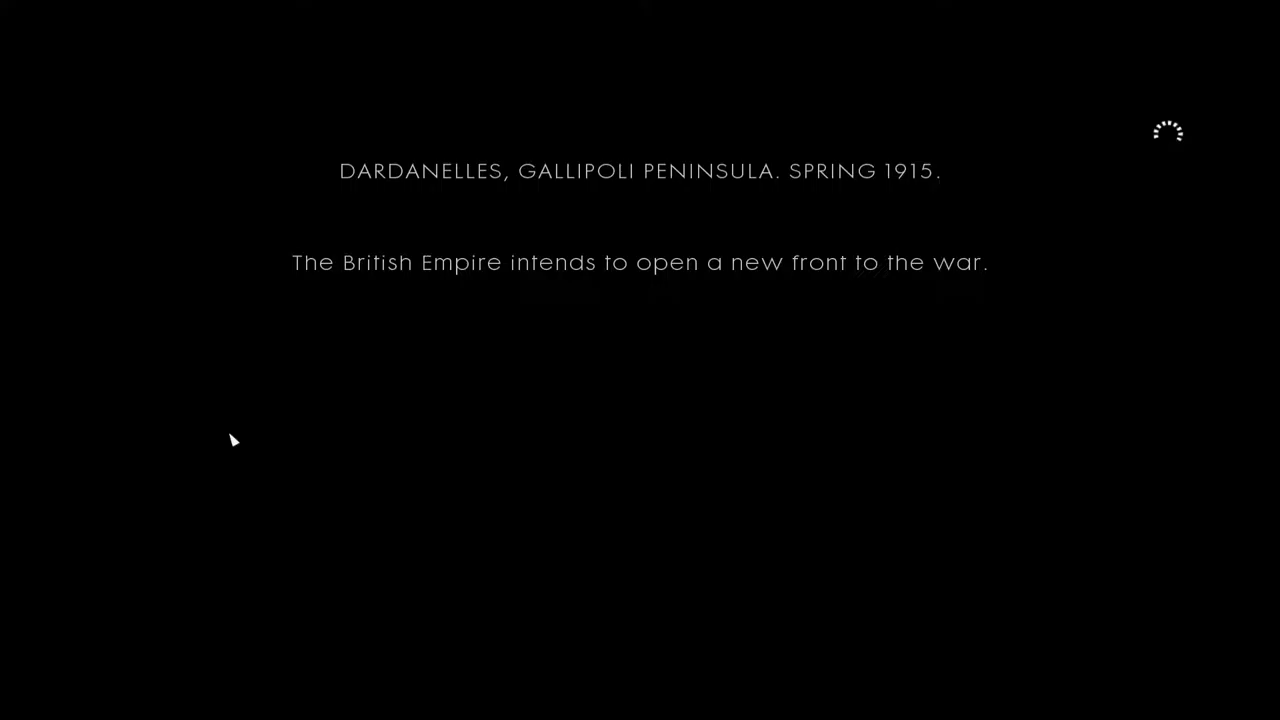 DARDANELLES, GALLIPOLI PENINSULA. SPRING 1915.
The British Empire intends to open a new front to the war.